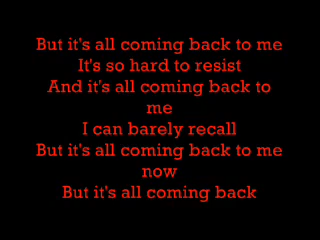 But it's all coming back to me
It's so hard to resist
And it's all coming back to
me
I can barely recall
But it's all coming back to me
now
But it's all coming back